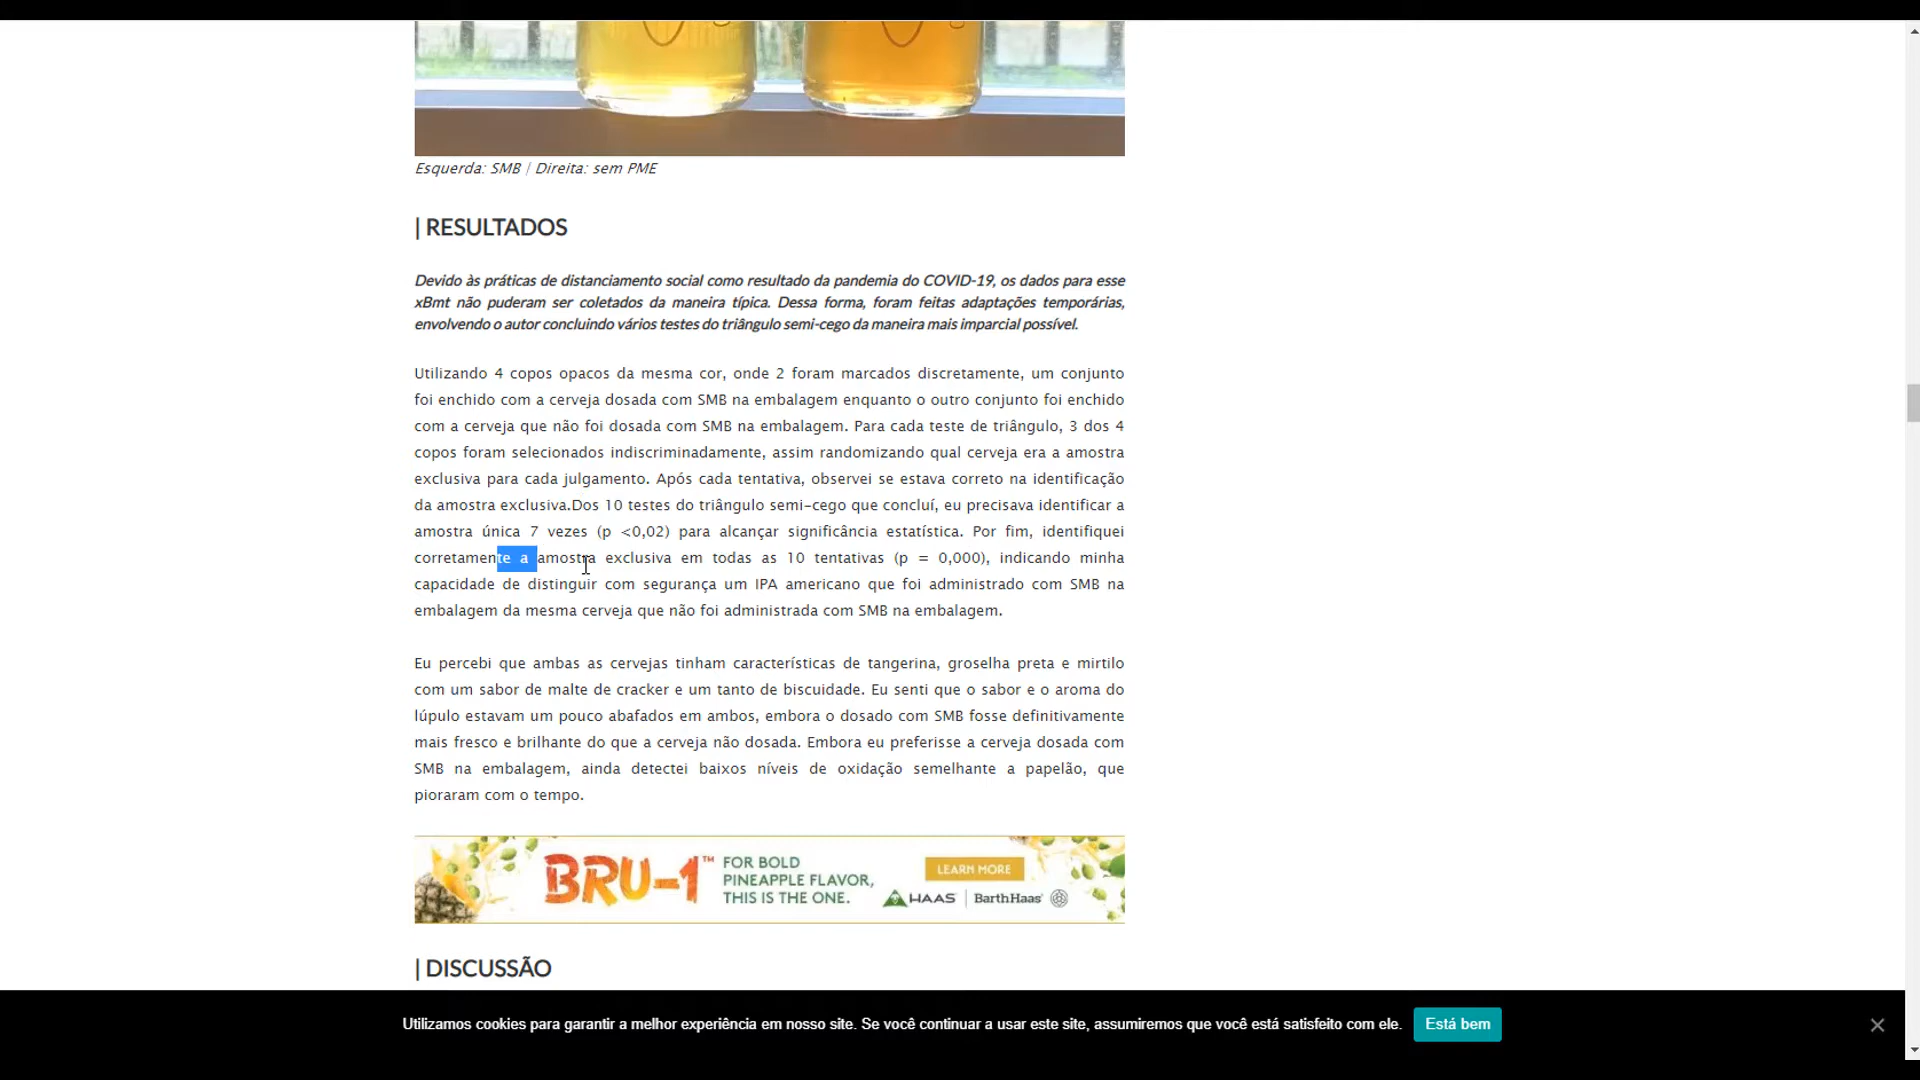 Esquerda: SMB / Direita: sem PME
| RESULTADOS
Devido às práticas de distanciamento social como resultado da pandemia do COVID-19, os dados para esse
xBmt não puderam ser coletados da maneira típica. Dessa forma, foram feitas adaptações temporárias,
envolvendo o autor concluindo vários testes do triângulo semi-cego da maneira mais imparcial possível.
Utilizando 4 copos opacos da mesma cor, onde 2 foram marcados discretamente, um conjunto
foi enchido com a cerveja dosada com SMB na embalagem enquanto o outro conjunto foi enchido
com a cerveja que não foi dosada com SMB na embalagem. Para cada teste de triângulo, 3 dos 4
copos foram selecionados indiscriminadamente, assim randomizando qual cerveja era a amostra
exclusiva para cada julgamento. Após cada tentativa, observei se estava correto na identificação
da amostra exclusiva.Dos 10 testes do triângulo semi-cego que concluí, eu precisava identificar a
amostra única 7 vezes (p <0,02) para alcançar significância estatística. Por fim, identifiquei
corretamente a amostra exclusiva em todas as 10 tentativas (p = 0,000), indicando minha
capacidade de distinguir com segurança um IPA americano que foi administrado com SMB na
embalagem da mesma cerveja que não foi administrada com SMB na embalagem.
Eu percebi que ambas as cervejas tinham características de tangerina, groselha preta e mirtilo
com um sabor de malte de cracker e um tanto de biscuidade. Eu senti que o sabor e o aroma do
lúpulo estavam um pouco abafados em ambos, embora o dosado com SMB fosse definitivamente
mais fresco e brilhante do que a cerveja não dosada. Embora eu preferisse a cerveja dosada com
SMB na embalagem, ainda detectei baixos níveis de oxidação semelhante a papelão, que
pioraram com o tempo.
BRU-1™
FOR BOLD
PINEAPPLE FLAVOR,
THIS IS THE ONE.
LEARN MORE
HAAS | BarthHaas
| DISCUSSÃO
Utilizamos cookies para garantir a melhor experiência em nosso site. Se você continuar a usar este site, assumiremos que você está satisfeito com ele. Está bem